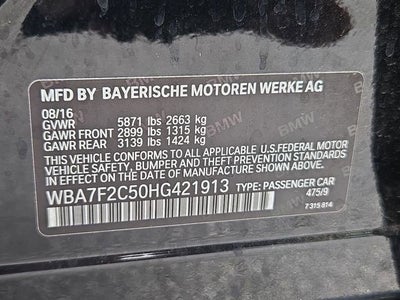 MFD BY BAYERISCHE MOTOREN WERKE AG
08/16
GVWR 5871 lbs 2663 kg
GAWR FRONT 2899 lbs 1315 kg
GAWR REAR 3139 lbs 1424 kg
THIS VEHICLE CONFORMS TO ALL APPLICABLE U.S.FEDERAL MOTOR
VEHICLE SAFETY, BUMPER, AND THEFT PREVENTION STANDARDS IN
EFFECT ON THE DATE OF MANUFACTURE SHOWN ABOVE.
WBA7F2C50HG421913 TYPE: PASSENGER CAR
475/9
7 315 814